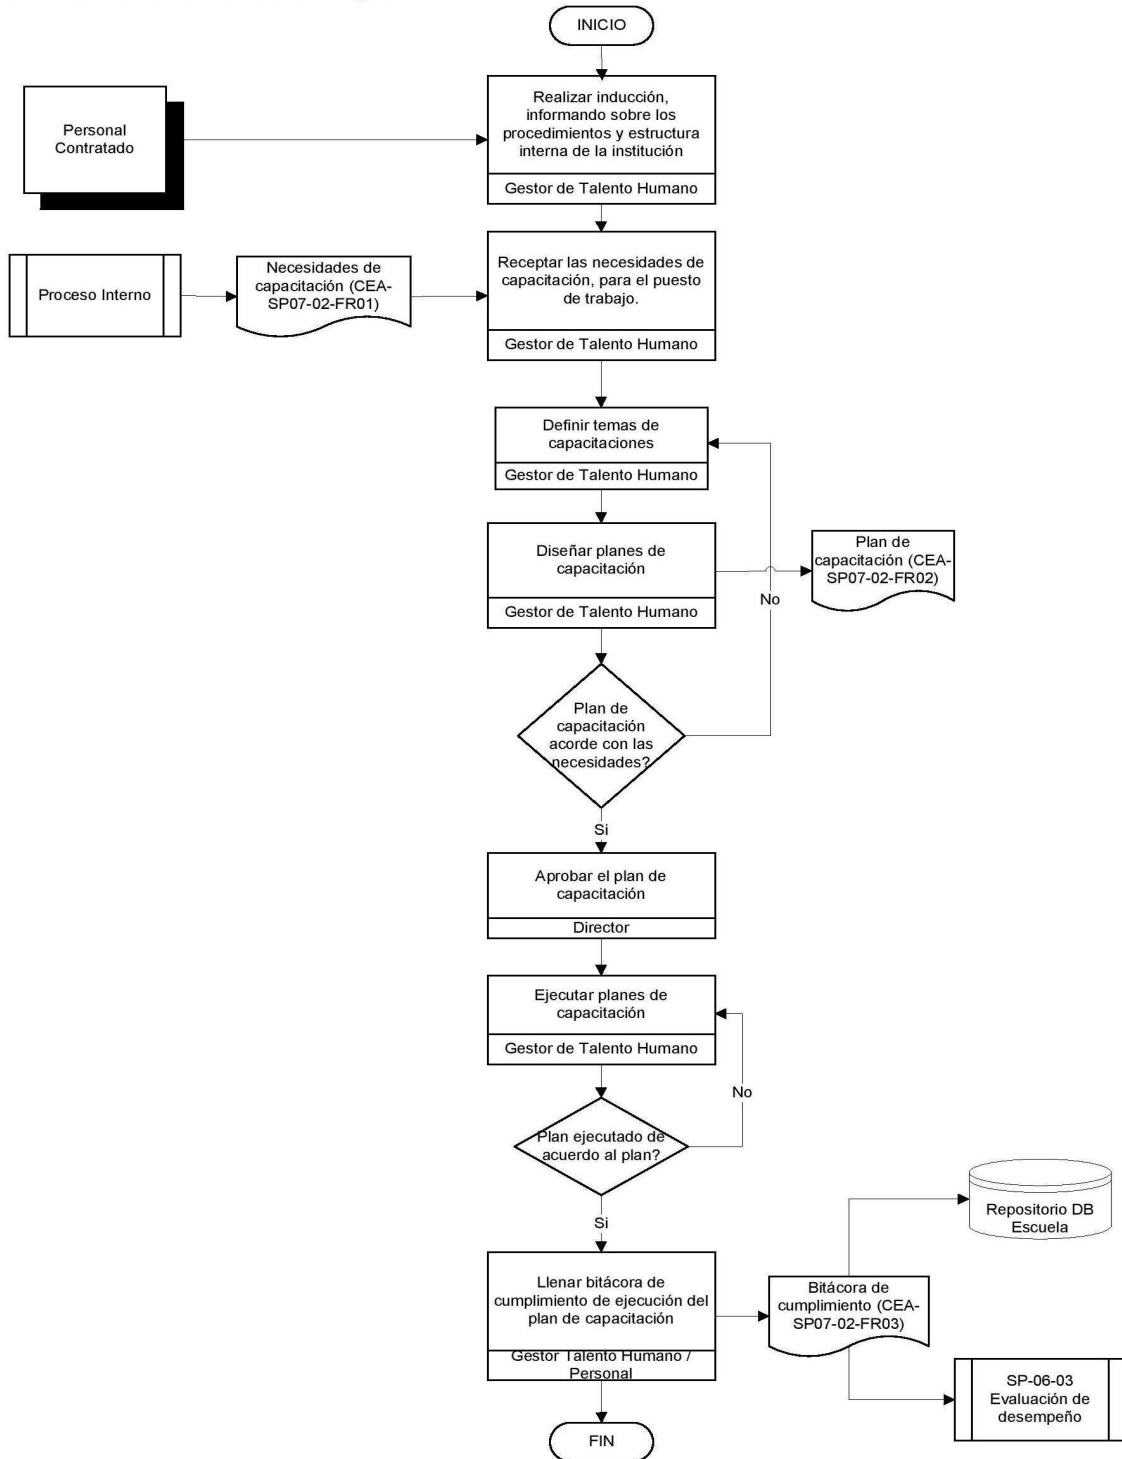 INICIO
Realizar inducción,
informando sobre los
procedimientos y estructura
interna de la institución
Gestor de Talento Humano
Personal
Contratado
Proceso Interno
Necesidades de
capacitación (CEA-
SP07-02-FR01)
Receptar las necesidades de
capacitación, para el puesto
de trabajo.
Gestor de Talento Humano
Definir temas de
capacitaciones
Gestor de Talento Humano
Diseñar planes de
capacitación
Gestor de Talento Humano
Plan de
capacitación (CEA-
SP07-02-FR02)
No
Plan de
capacitación
acorde con las
necesidades?
Si
Aprobar el plan de
capacitación
Director
Ejecutar planes de
capacitación
Gestor de Talento Humano
No
Plan ejecutado de
acuerdo al plan?
Si
Repositorio DB
Escuela
Llenar bitácora de
cumplimiento de ejecución del
plan de capacitación
Gestor Talento Humano /
Personal
Bitácora de
cumplimiento (CEA-
SP07-02-FR03)
SP-06-03
Evaluación de
desempeño
FIN